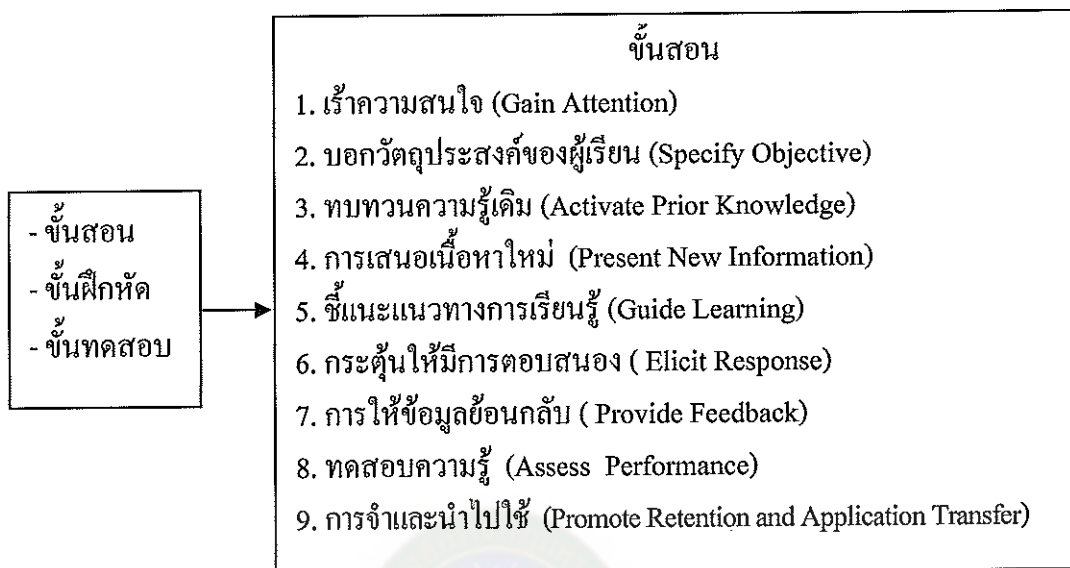 - ขั้นสอน
- ขั้นฝึกหัด
- ขั้นทดสอบ
ขั้นสอน
1. เร้าความสนใจ (Gain Attention)
2. บอกวัตถุประสงค์ของผู้เรียน (Specify Objective)
3. ทบทวนความรู้เดิม (Activate Prior Knowledge)
4. การเสนอเนื้อหาใหม่ (Present New Information)
5. ชี้แนะแนวทางการเรียนรู้ (Guide Learning)
6. กระตุ้นให้มีการตอบสนอง ( Elicit Response)
7. การให้ข้อมูลย้อนกลับ ( Provide Feedback)
8. ทดสอบความรู้ (Assess Performance)
9. การจำและนำไปใช้ (Promote Retention and Application Transfer)